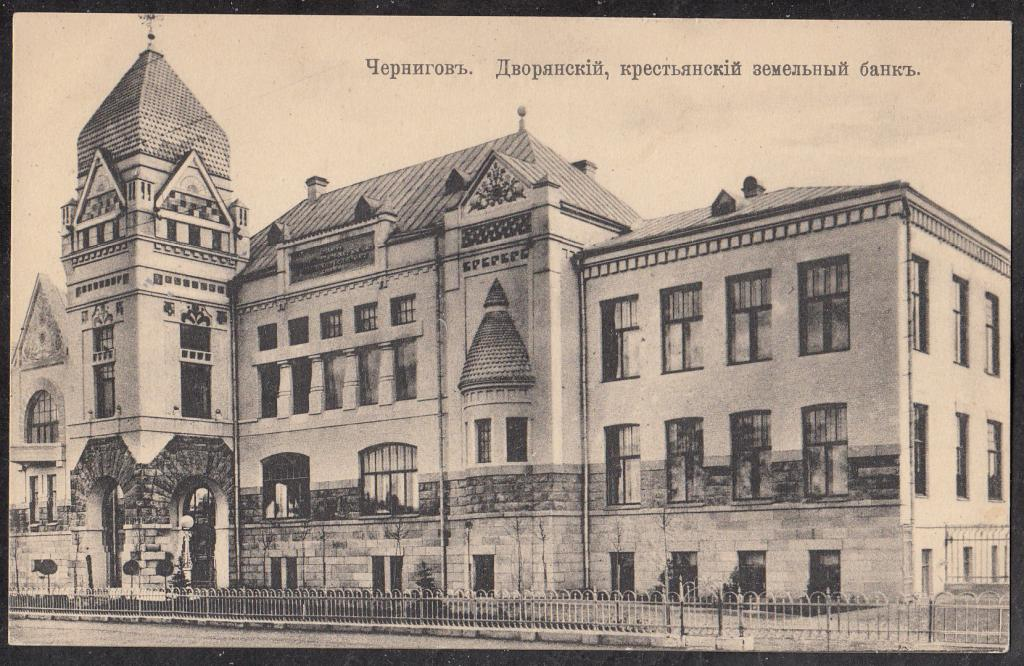 Черниговъ. Дворянскій, крестьянскій земельный банкъ.